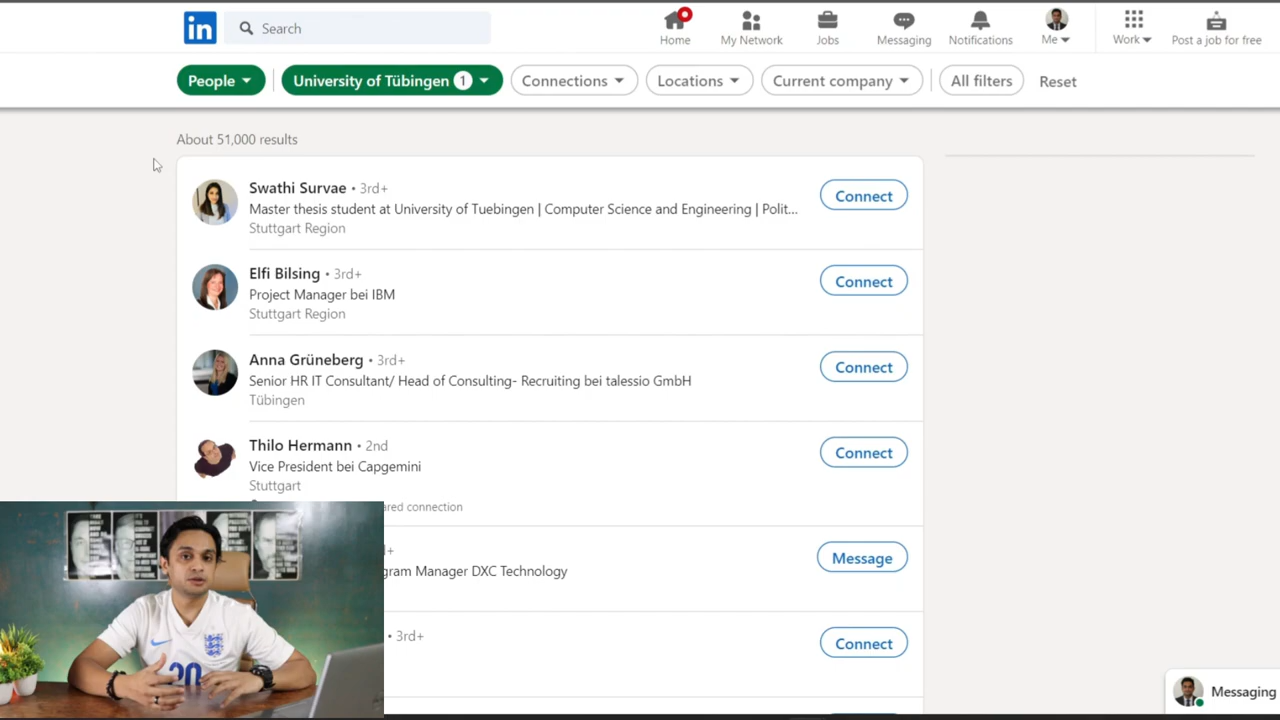 in
Search
Home
My Network
Jobs
Messaging
Notifications
Me
Work
Post a job for free
People
University of Tübingen 1
Connections
Locations
Current company
All filters
Reset
About 51,000 results
Swathi Survae • 3rd+
Master thesis student at University of Tuebingen | Computer Science and Engineering | Polit...
Stuttgart Region
Connect
Elfi Bilsing • 3rd+
Project Manager bei IBM
Stuttgart Region
Connect
Anna Grüneberg • 3rd+
Senior HR IT Consultant/ Head of Consulting- Recruiting bei talessio GmbH
Tübingen
Connect
Thilo Hermann • 2nd
Vice President bei Capgemini
Stuttgart
Connect
ared connection
Message
gram Manager DXC Technology
• 3rd+
Connect
20
Messaging